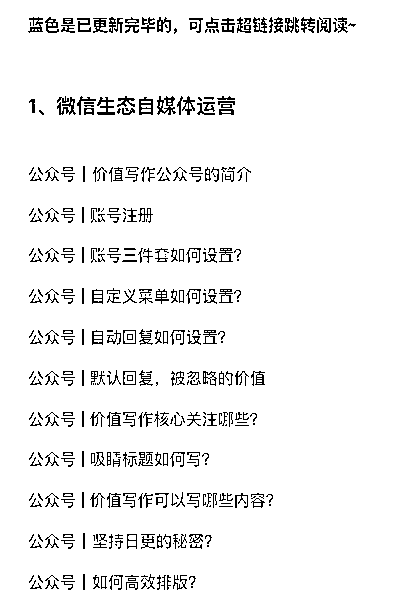 蓝色是已更新完毕的，可点击超链接跳转阅读~
1、微信生态自媒体运营
公众号 | 价值写作公众号的简介
公众号 | 账号注册
公众号 | 账号三件套如何设置?
公众号 | 自定义菜单如何设置?
公众号 | 自动回复如何设置?
公众号 | 默认回复，被忽略的价值
公众号 | 价值写作核心关注哪些?
公众号 | 吸睛标题如何写?
公众号 | 价值写作可以写哪些内容?
公众号 | 坚持日更的秘密?
公众号 | 如何高效排版?